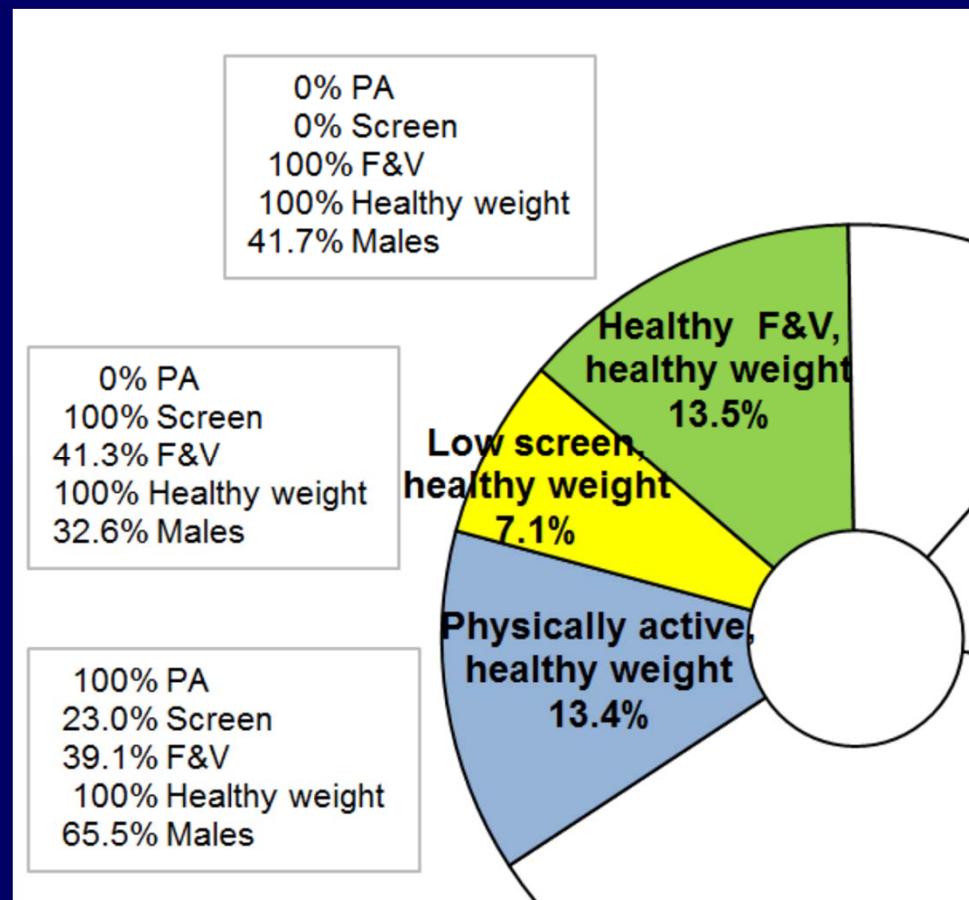 0% PA
0% Screen
100% F&V
100% Healthy weight
41.7% Males
Healthy F&V,
healthy weight
13.5%
0% PA
100% Screen
41.3% F&V
100% Healthy weight
32.6% Males
Low screen,
healthy weight
7.1%
100% PA
23.0% Screen
39.1% F&V
100% Healthy weight
65.5% Males
Physically active,
healthy weight
13.4%